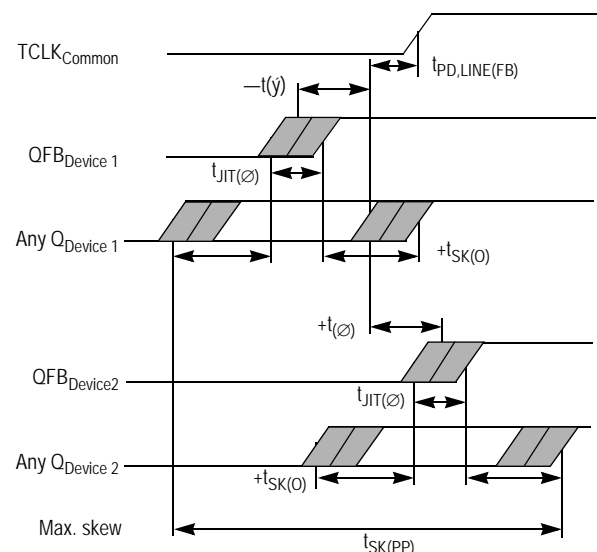 TCLKCommon
tPD,LINE(FB)
—t(ý)
QFBDevice 1
tJIT(∅)
Any QDevice 1
+tSK(O)
+t(∅)
QFBDevice2
tJIT(∅)
Any QDevice 2
+tSK(O)
Max. skew
tSK(PP)